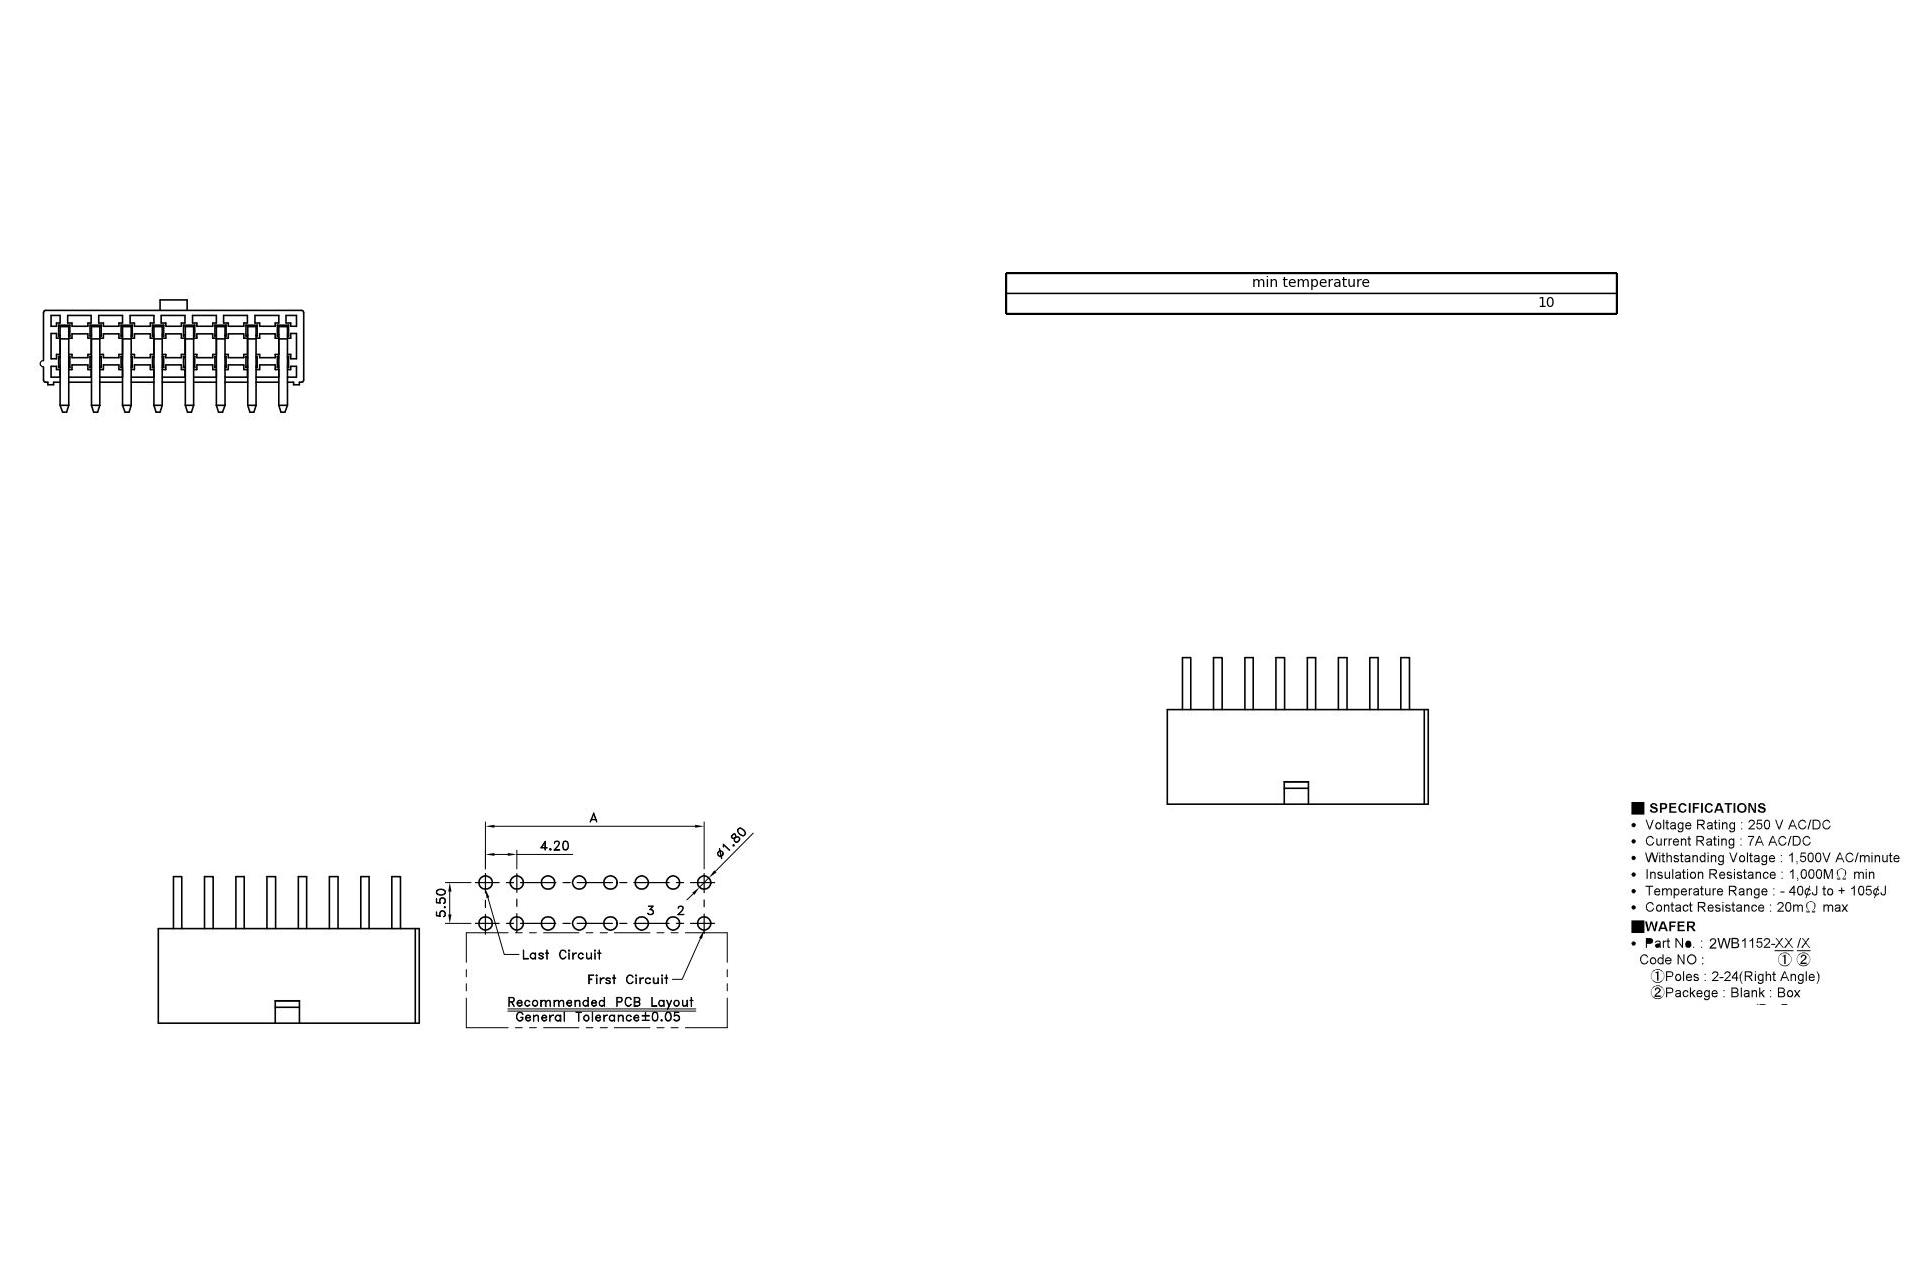 min temperature
10
A
4.20
ø1.80
5.50
3 2
Last Circuit
First Circuit
Recommended PCB Layout
General Tolerance±0.05
■ SPECIFICATIONS
• Voltage Rating : 250 V AC/DC
• Current Rating : 7A AC/DC
• Withstanding Voltage : 1,500V AC/minute
• Insulation Resistance : 1,000MΩ min
• Temperature Range : - 40¢J to + 105¢J
• Contact Resistance : 20mΩ max
■WAFER
• Part No. : 2WB1152-XX /X
Code NO : ① ②
①Poles : 2-24(Right Angle)
②Packege : Blank : Box